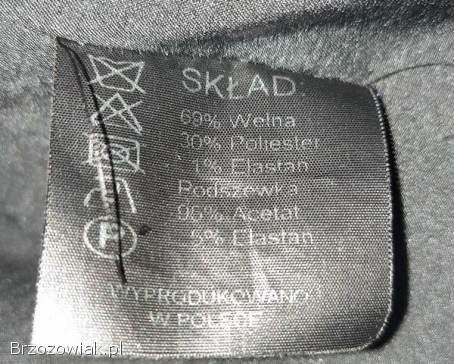 SKŁAD:
69% Wełna
30% Poliester
1% Elastan
Podszewka
95% Acetat
5% Elastan
WYPRODUKOWANO
W POLSCE
F
Brzozowiak.pl